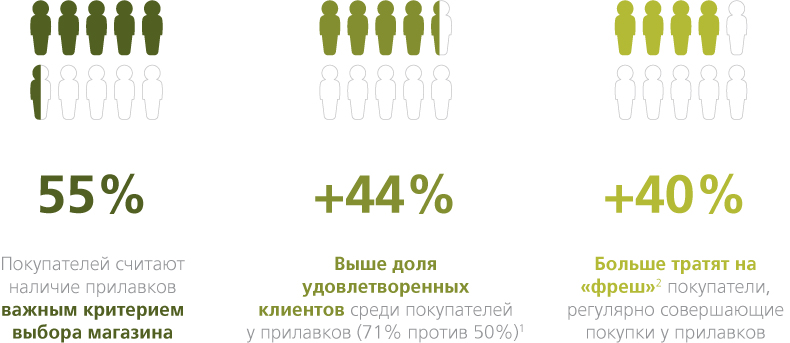 55%
Покупателей считают
наличие прилавков
важным критерием
выбора магазина
+44%
Выше доля
удовлетворенных
клиентов среди покупателей
у прилавков (71% против 50%)¹
+40%
Больше тратят на
«фреш»² покупатели,
регулярно совершающие
покупки у прилавков